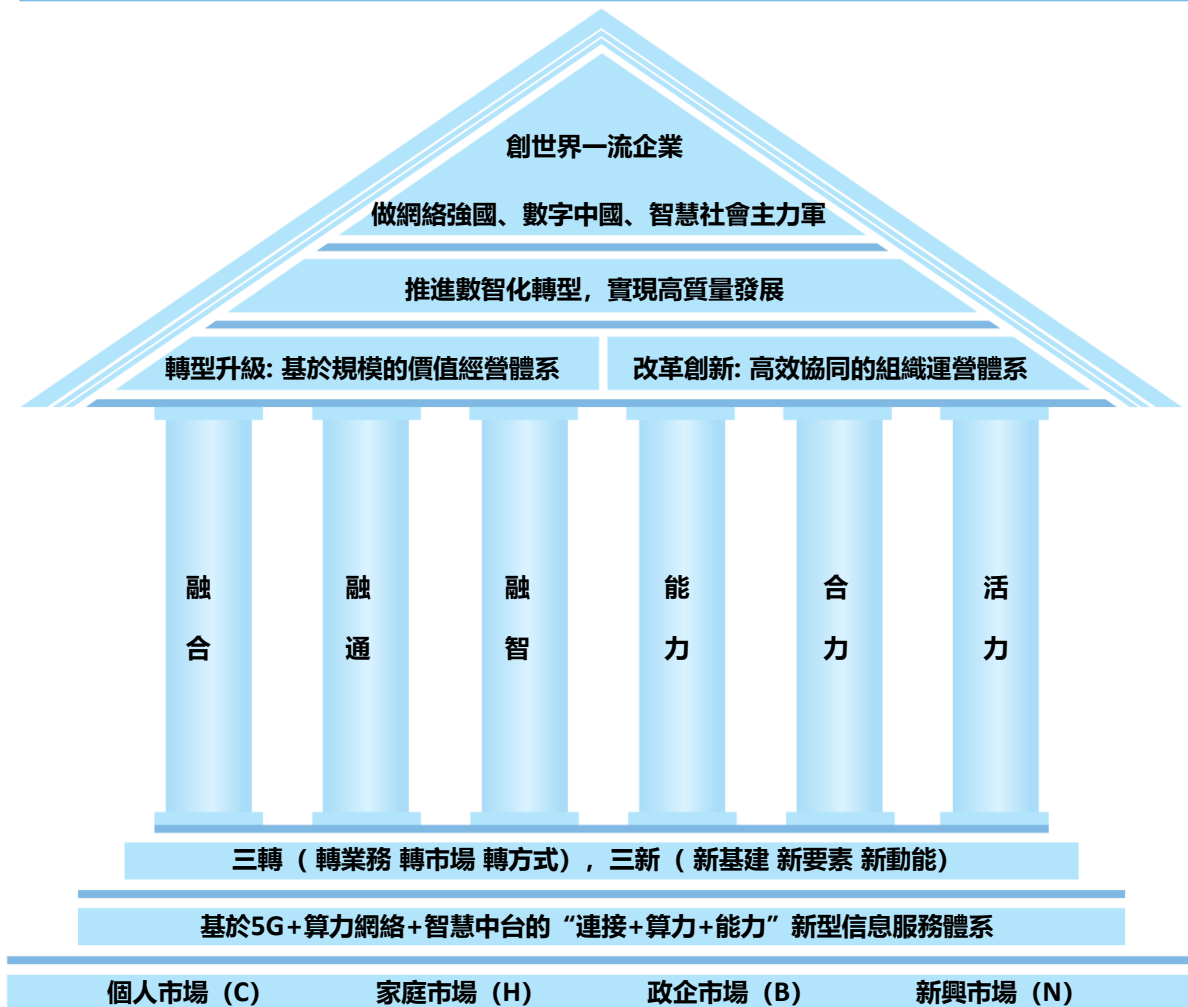 創世界一流企業
做網絡強國、數字中國、智慧社會主力軍
推進數智化轉型，實現高質量發展
轉型升級: 基於規模的價值經營體系
改革創新: 高效協同的組織運營體系
融合
融通
融智
能力
合力
活力
三轉（ 轉業務 轉市場 轉方式），三新（ 新基建 新要素 新動能）
基於5G+算力網絡+智慧中台的“連接+算力+能力”新型信息服務體系
個人市場（C） 家庭市場（H） 政企市場（B） 新興市場（N）